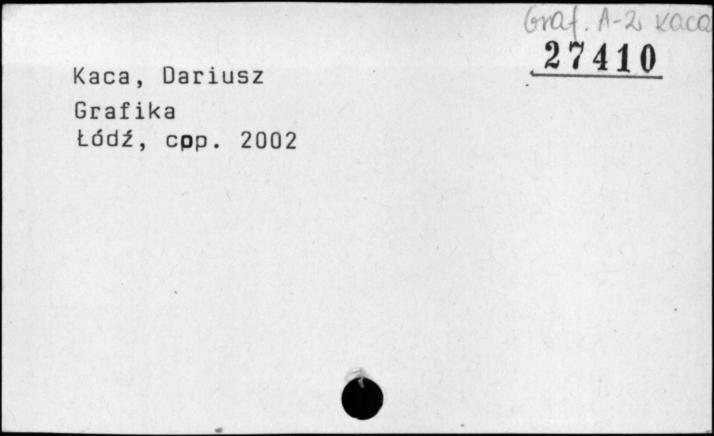 Graf. A-2 Kaca
27410
Kaca, Dariusz
Grafika
Łódź, cop. 2002